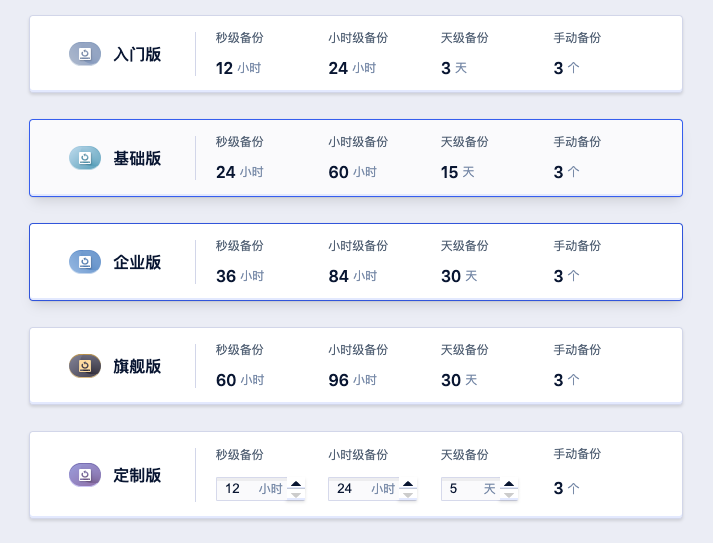 入门版
秒级备份 小时级备份 天级备份 手动备份
12 小时 24 小时 3 天 3 个
基础版
秒级备份 小时级备份 天级备份 手动备份
24 小时 60 小时 15 天 3 个
企业版
秒级备份 小时级备份 天级备份 手动备份
36 小时 84 小时 30 天 3 个
旗舰版
秒级备份 小时级备份 天级备份 手动备份
60 小时 96 小时 30 天 3 个
定制版
秒级备份 小时级备份 天级备份 手动备份
12 小时 24 小时 5 天 3 个